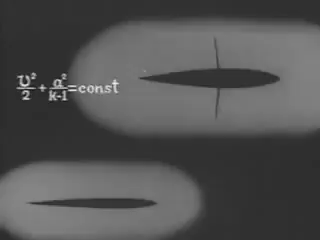 υ²/2 + a²/k-1 = const